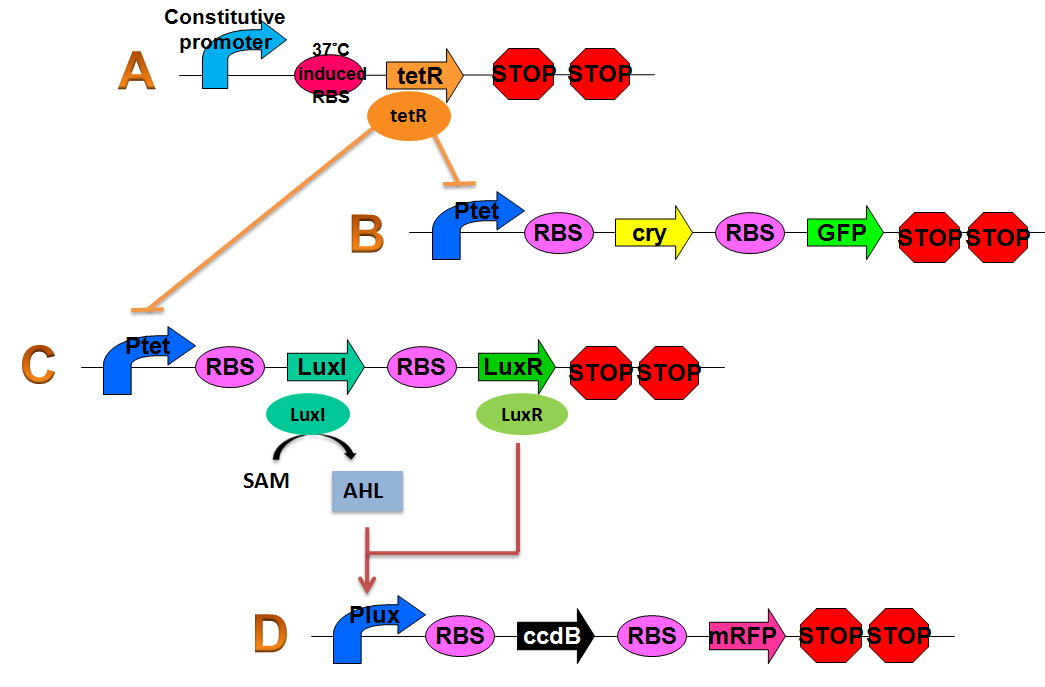 Constitutive
promoter
A
37°C
induced
RBS
tetR
STOP
STOP
tetR
B
Ptet
RBS
cry
RBS
GFP
STOP
STOP
C
Ptet
RBS
LuxI
RBS
LuxR
STOP
STOP
LuxI
LuxR
SAM
AHL
D
Plux
RBS
ccdB
RBS
mRFP
STOP
STOP